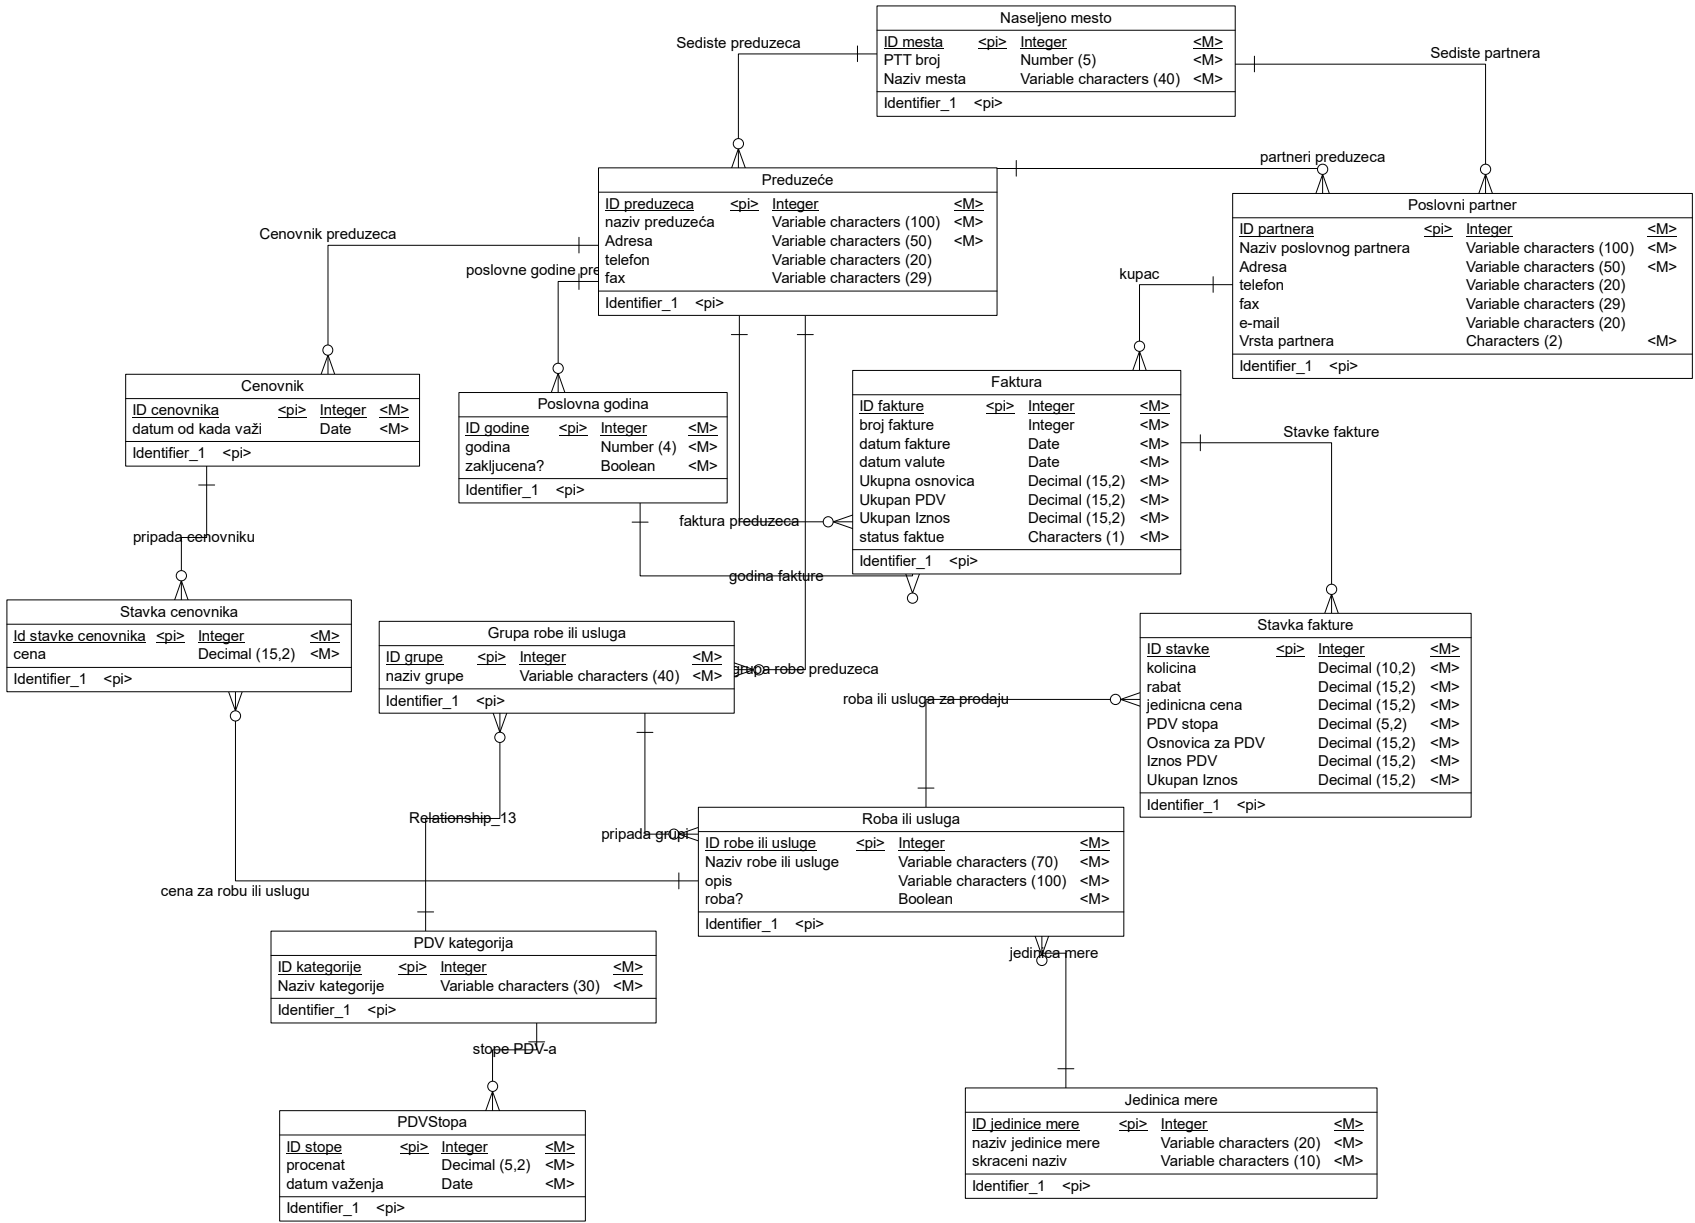 Naseljeno mesto
ID mesta <pi> Integer <M>
PTT broj Number (5) <M>
Naziv mesta Variable characters (40) <M>
Identifier_1 <pi>
Sediste preduzeca
Sediste partnera
partneri preduzeca
Preduzeće
ID preduzeca <pi> Integer <M>
naziv preduzeća Variable characters (100) <M>
Adresa Variable characters (50) <M>
telefon Variable characters (20)
fax Variable characters (29)
Identifier_1 <pi>
Poslovni partner
ID partnera <pi> Integer <M>
Naziv poslovnog partnera Variable characters (100) <M>
Adresa Variable characters (50) <M>
telefon Variable characters (20)
fax Variable characters (29)
e-mail Variable characters (20)
Vrsta partnera Characters (2) <M>
Identifier_1 <pi>
Cenovnik preduzeca
poslovne godine pre
kupac
Cenovnik
ID cenovnika <pi> Integer <M>
datum od kada važi Date <M>
Identifier_1 <pi>
Poslovna godina
ID godine <pi> Integer <M>
godina Number (4) <M>
zakljucena? Boolean <M>
Identifier_1 <pi>
Faktura
ID fakture <pi> Integer <M>
broj fakture Integer <M>
datum fakture Date <M>
datum valute Date <M>
Ukupna osnovica Decimal (15,2) <M>
Ukupan PDV Decimal (15,2) <M>
Ukupan Iznos Decimal (15,2) <M>
status faktue Characters (1) <M>
Identifier_1 <pi>
Stavke fakture
faktura preduzeca
pripada cenovniku
godina fakture
Stavka cenovnika
Id stavke cenovnika <pi> Integer <M>
cena Decimal (15,2) <M>
Identifier_1 <pi>
Grupa robe ili usluga
ID grupe <pi> Integer <M>
naziv grupe Variable characters (40) <M>
Identifier_1 <pi>
grupa robe preduzeca
Stavka fakture
ID stavke <pi> Integer <M>
kolicina Decimal (10,2) <M>
rabat Decimal (15,2) <M>
jedinicna cena Decimal (15,2) <M>
PDV stopa Decimal (5,2) <M>
Osnovica za PDV Decimal (15,2) <M>
Iznos PDV Decimal (15,2) <M>
Ukupan Iznos Decimal (15,2) <M>
Identifier_1 <pi>
roba ili usluga za prodaju
Relationship_13
pripada grupi
Roba ili usluga
ID robe ili usluge <pi> Integer <M>
Naziv robe ili usluge Variable characters (70) <M>
opis Variable characters (100) <M>
roba? Boolean <M>
Identifier_1 <pi>
cena za robu ili uslugu
jedinica mere
PDV kategorija
ID kategorije <pi> Integer <M>
Naziv kategorije Variable characters (30) <M>
Identifier_1 <pi>
stope PDV-a
PDVStopa
ID stope <pi> Integer <M>
procenat Decimal (5,2) <M>
datum važenja Date <M>
Identifier_1 <pi>
Jedinica mere
ID jedinice mere <pi> Integer <M>
naziv jedinice mere Variable characters (20) <M>
skraceni naziv Variable characters (10) <M>
Identifier_1 <pi>